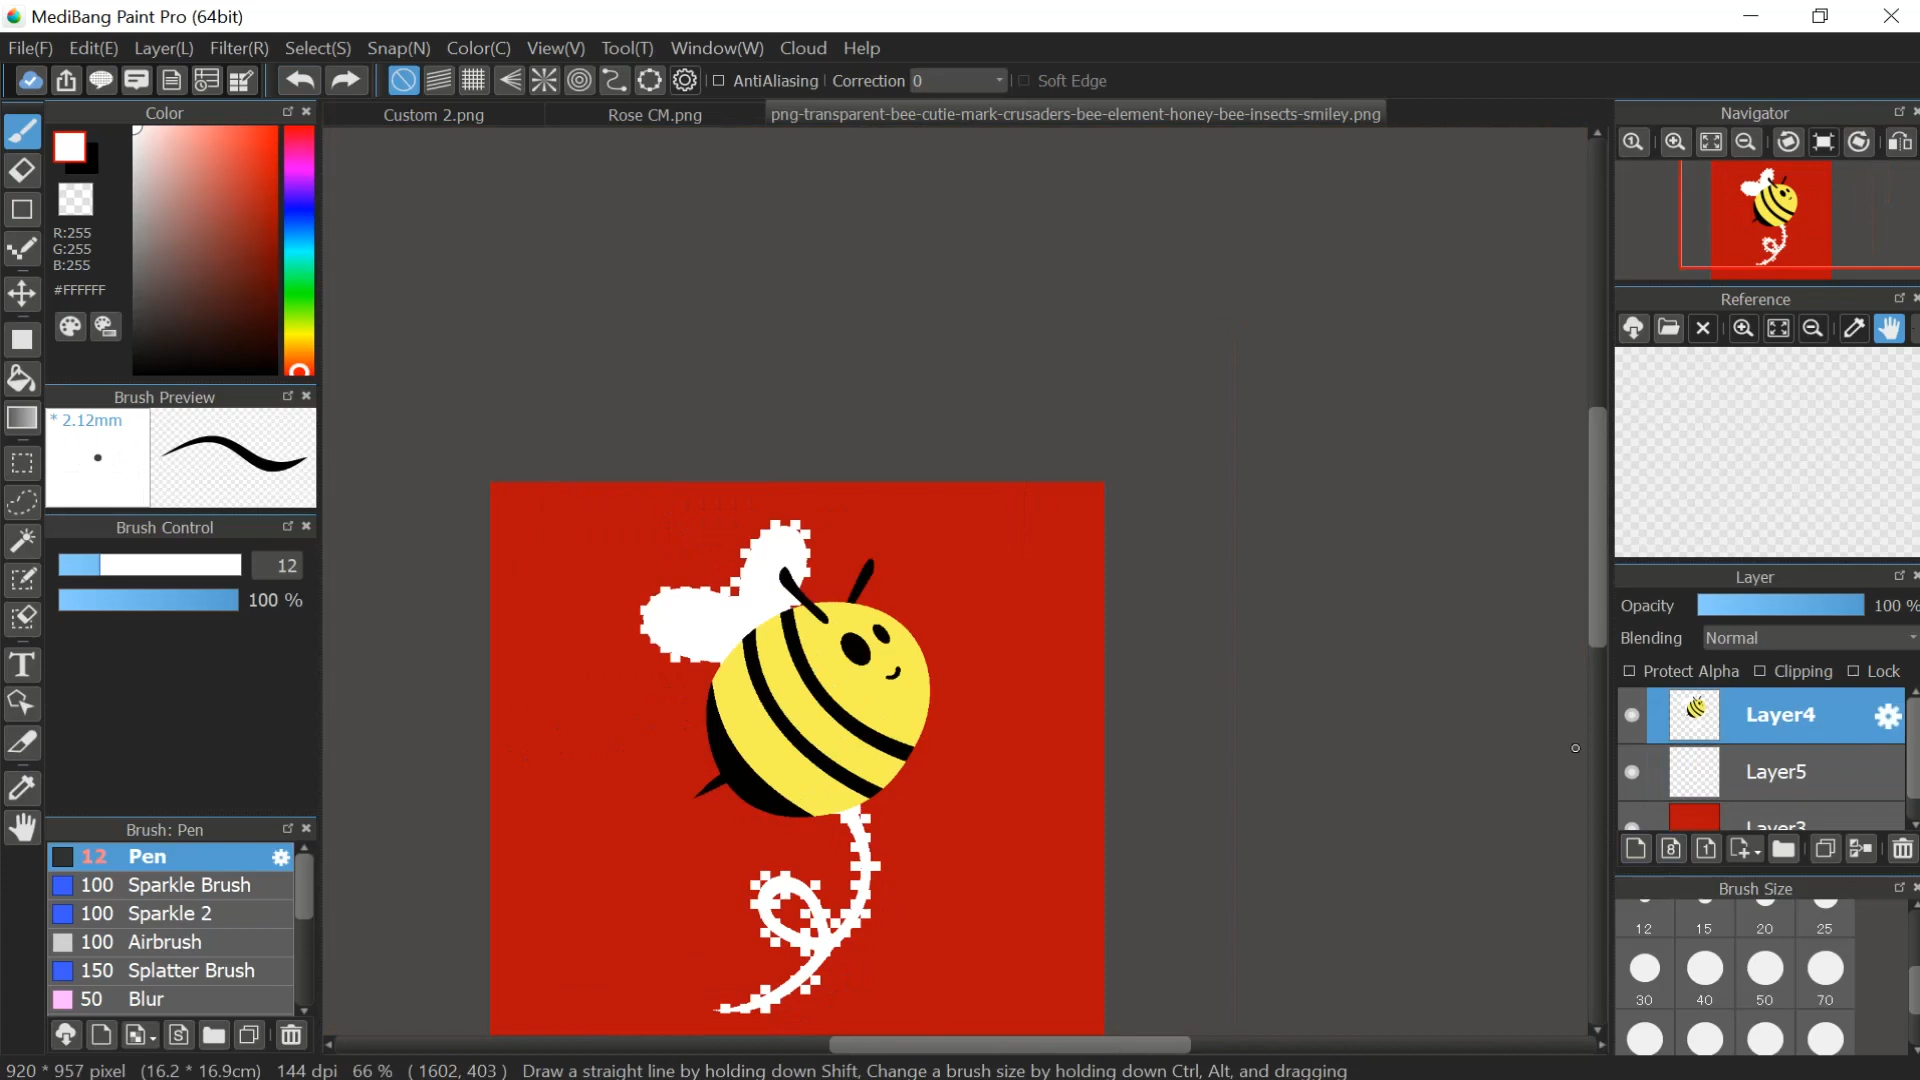 MediBang Paint Pro (64bit)
File(F) Edit(E) Layer(L) Filter(R) Select(S) Snap(N) Color(C) View(V) Tool(T) Window(W) Cloud Help
AntiAliasing Correction 0 Soft Edge
Color
Custom 2.png Rose CM.png png-transparent-bee-cutie-mark-crusaders-bee-element-honey-bee-insects-smiley.png
Navigator
R:255
G:255
B:255
#FFFFFF
Reference
Brush Preview
* 2.12mm
Brush Control
12
100 %
Layer
Opacity 100 %
Blending Normal
Protect Alpha Clipping Lock
Layer4
Layer5
Layer3
Brush: Pen
12 Pen
100 Sparkle Brush
100 Sparkle 2
100 Airbrush
150 Splatter Brush
50 Blur
Brush Size
12 15 20 25
30 40 50 70
920 * 957 pixel (16.2 * 16.9cm) 144 dpi 66 % ( 1602, 403 ) Draw a straight line by holding down Shift, Change a brush size by holding down Ctrl, Alt, and dragging